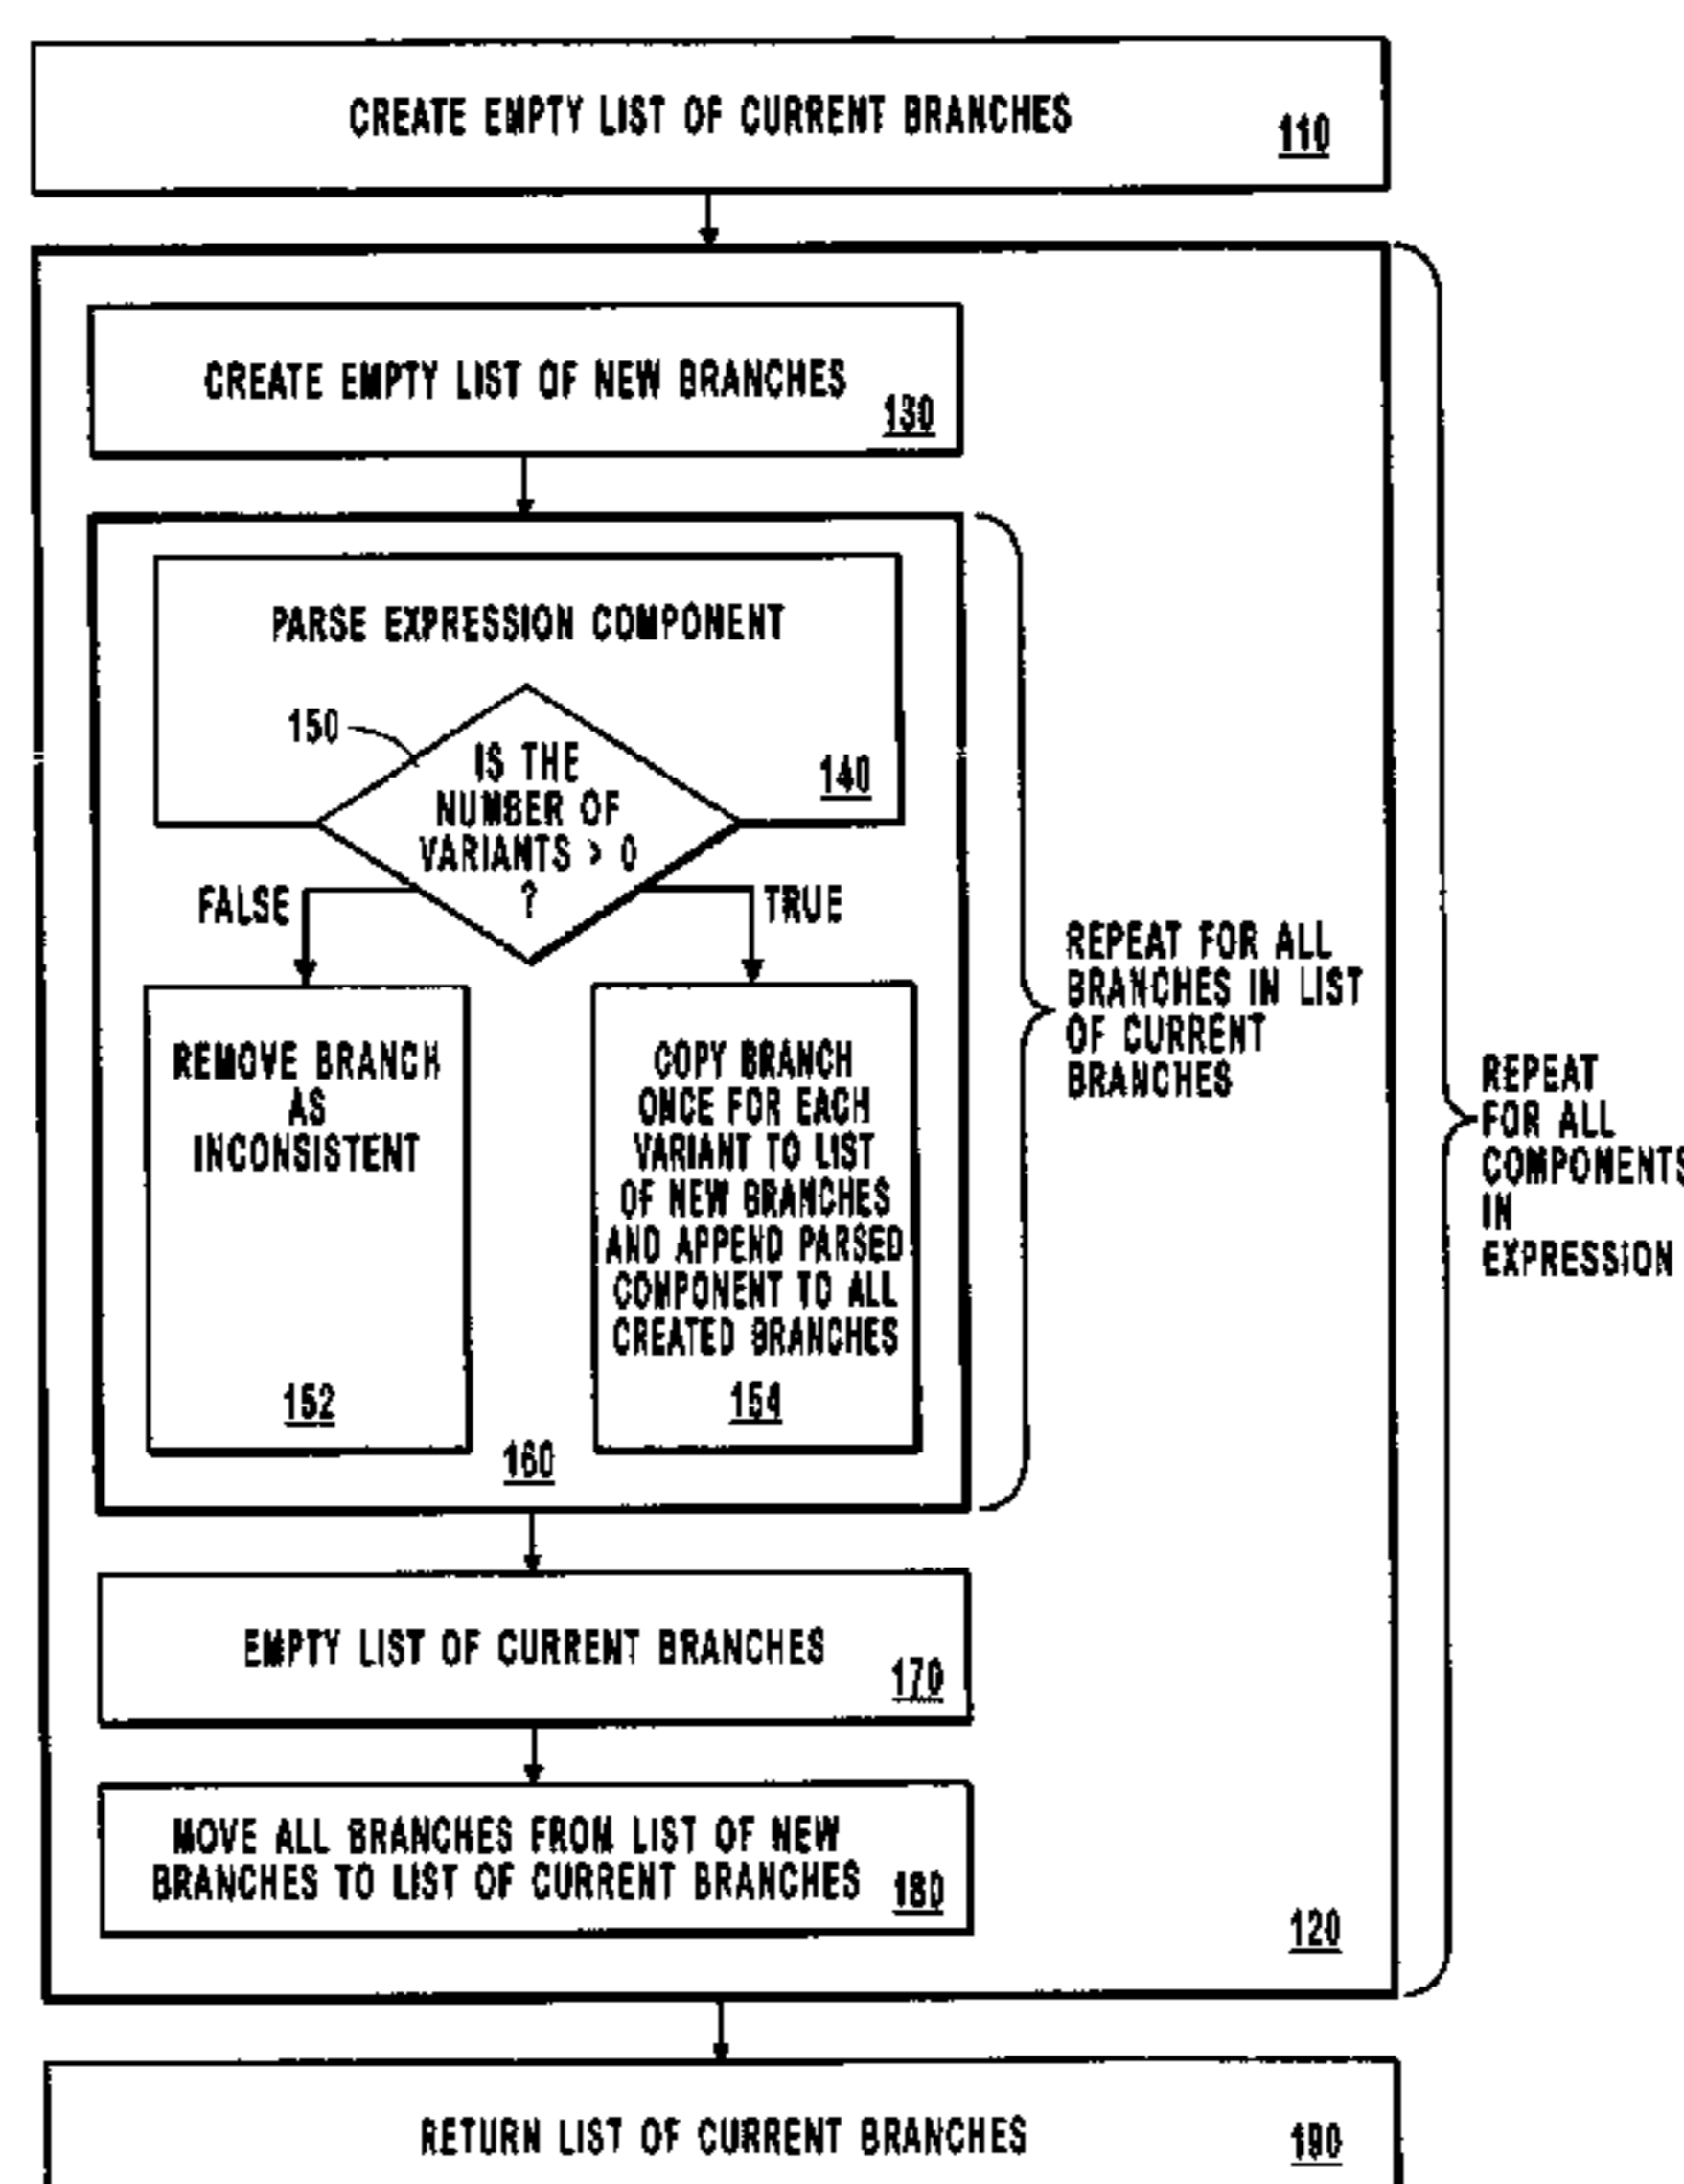 CREATE EMPTY LIST OF CURRENT BRANCHES
110
CREATE EMPTY LIST OF NEW BRANCHES
130
PARSE EXPRESSION COMPONENT
150
140
IS THE
NUMBER OF
VARIANTS > 0
?
FALSE
TRUE
REMOVE BRANCH
AS
INCONSISTENT
152
COPY BRANCH
ONCE FOR EACH
VARIANT TO LIST
OF NEW BRANCHES
AND APPEND PARSED
COMPONENT TO ALL
CREATED BRANCHES
154
160
REPEAT FOR ALL
BRANCHES IN LIST
OF CURRENT
BRANCHES
REPEAT
FOR ALL
COMPONENTS
IN
EXPRESSION
EMPTY LIST OF CURRENT BRANCHES
170
MOVE ALL BRANCHES FROM LIST OF NEW
BRANCHES TO LIST OF CURRENT BRANCHES
180
120
RETURN LIST OF CURRENT BRANCHES
190